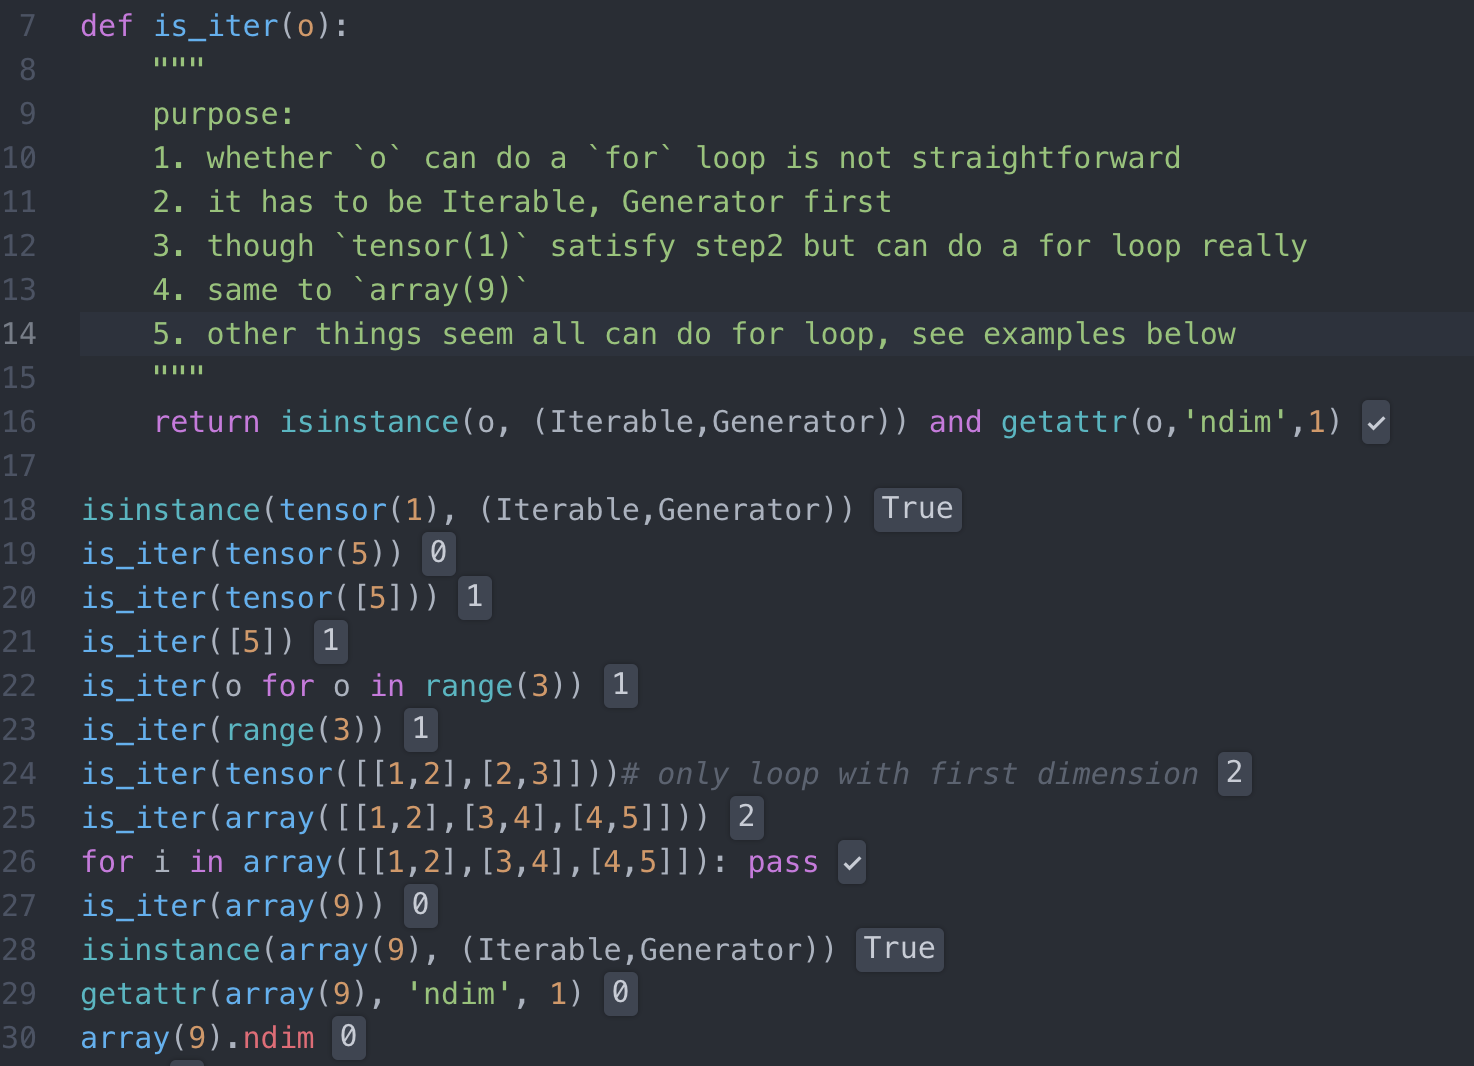 7 def is_iter(o):
8 """
9 purpose:
10 1. whether `o` can do a `for` loop is not straightforward
11 2. it has to be Iterable, Generator first
12 3. though `tensor(1)` satisfy step2 but can do a for loop really
13 4. same to `array(9)`
14 5. other things seem all can do for loop, see examples below
15 """
16 return isinstance(o, (Iterable,Generator)) and getattr(o,'ndim',1) ✓
17
18 isinstance(tensor(1), (Iterable,Generator)) True
19 is_iter(tensor(5)) 0
20 is_iter(tensor([5])) 1
21 is_iter([5]) 1
22 is_iter(o for o in range(3)) 1
23 is_iter(range(3)) 1
24 is_iter(tensor([[1,2],[2,3]]))# only loop with first dimension 2
25 is_iter(array([[1,2],[3,4],[4,5]])) 2
26 for i in array([[1,2],[3,4],[4,5]]): pass ✓
27 is_iter(array(9)) 0
28 isinstance(array(9), (Iterable,Generator)) True
29 getattr(array(9), 'ndim', 1) 0
30 array(9).ndim 0